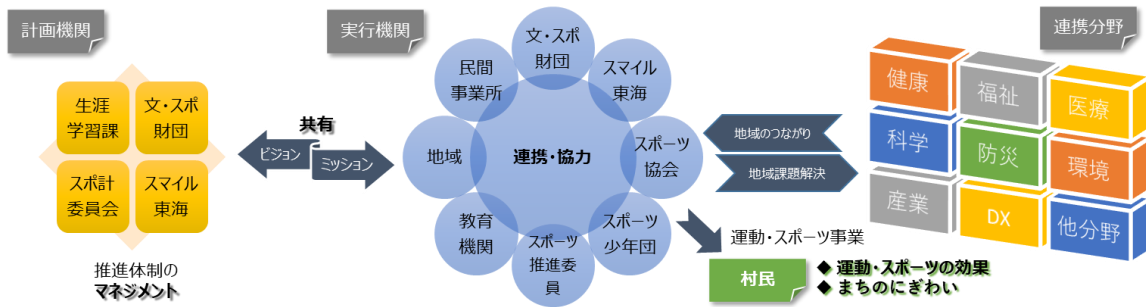 計画機関
生涯
学習課
文・スポ
財団
スポ計
委員会
スマイル
東海
推進体制の
マネジメント
共有
ビジョン
ミッション
実行機関
文・スポ
財団
スマイル
東海
スポーツ
協会
スポーツ
少年団
スポーツ
推進委
員
教育
機関
地域
民間
事業所
連携・協力
地域のつながり
地域課題解決
運動・スポーツ事業
村民
◆ 運動・スポーツの効果
◆ まちのにぎわい
連携分野
健康
福祉
医療
科学
防災
環境
産業
DX
他分野